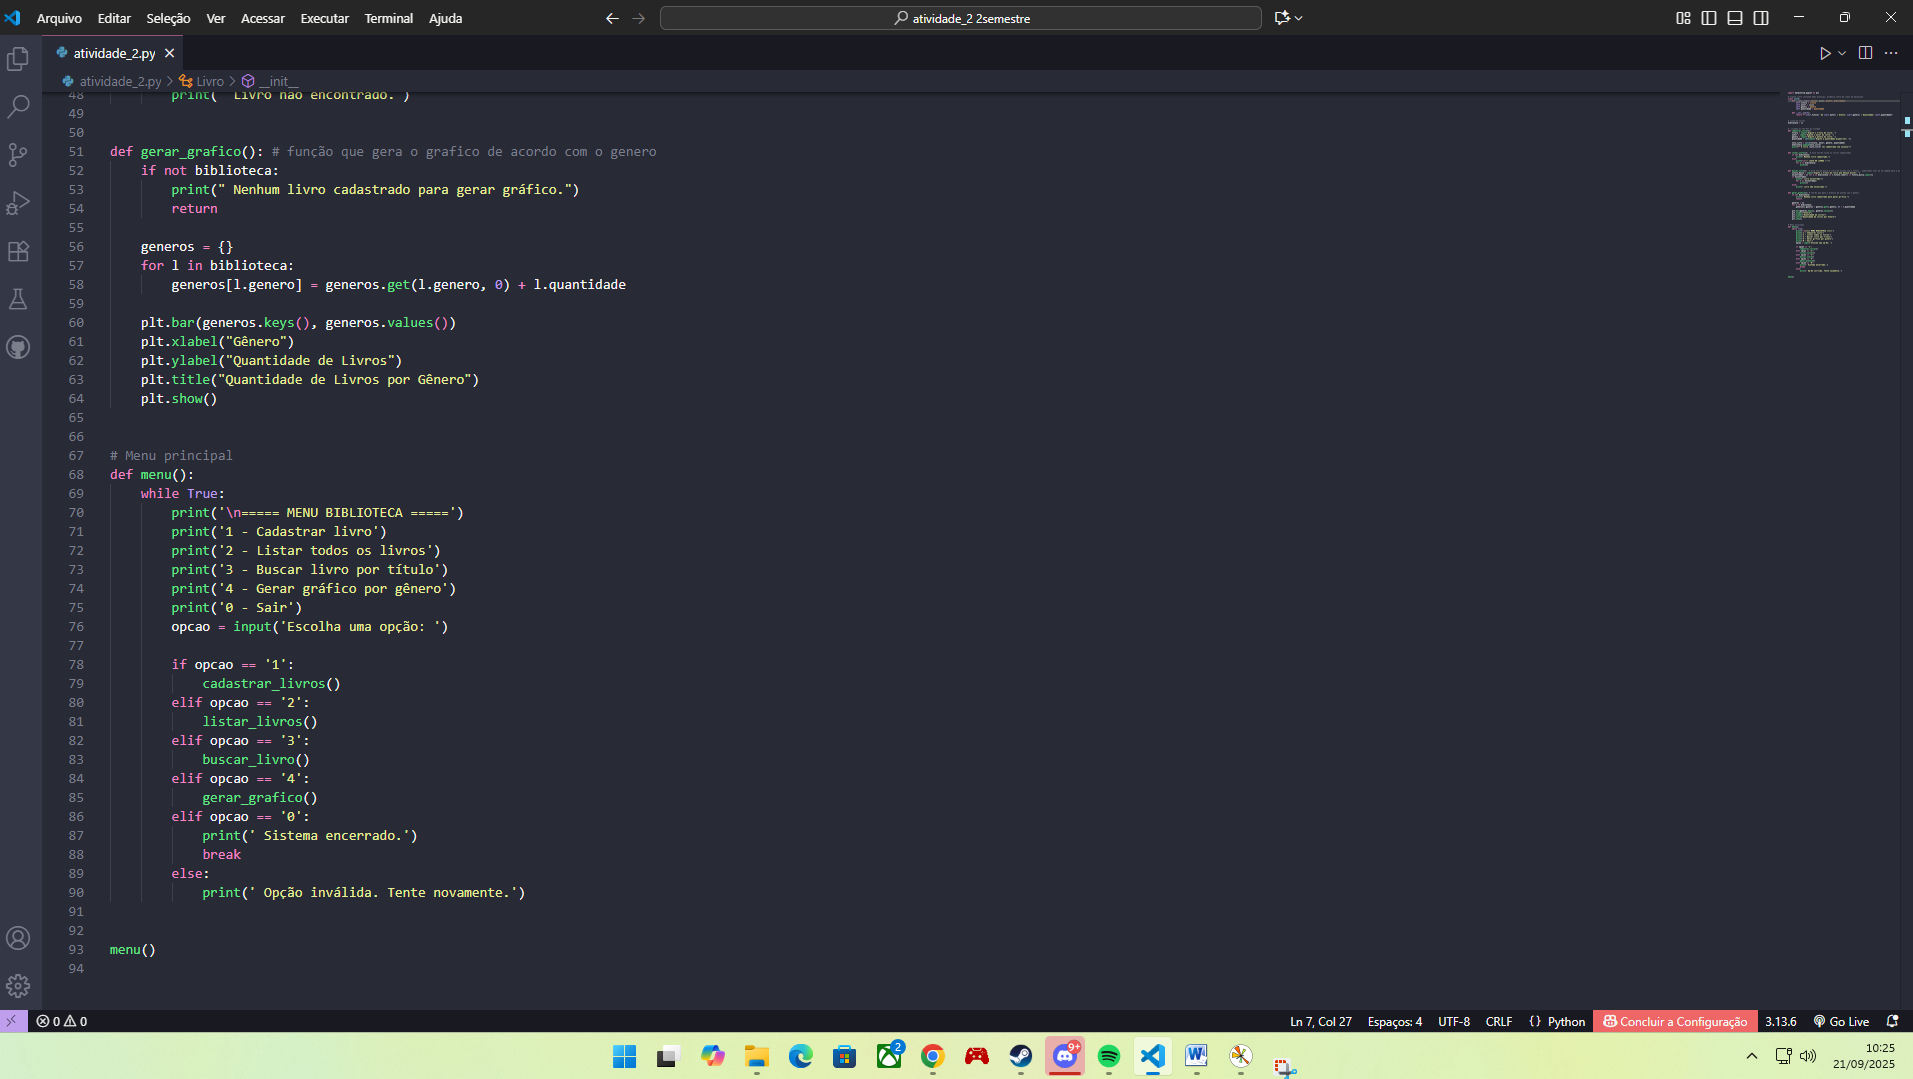 Arquivo Editar Seleção Ver Acessar Executar Terminal Ajuda
atividade_2 2semestre
atividade_2.py
atividade_2.py > Livro > __init__
48 print(" Livro não encontrado.")
49
50
51 def gerar_grafico(): # função que gera o grafico de acordo com o genero
52 if not biblioteca:
53 print(" Nenhum livro cadastrado para gerar gráfico.")
54 return
55
56 generos = {}
57 for l in biblioteca:
58 generos[l.genero] = generos.get(l.genero, 0) + l.quantidade
59
60 plt.bar(generos.keys(), generos.values())
61 plt.xlabel("Gênero")
62 plt.ylabel("Quantidade de Livros")
63 plt.title("Quantidade de Livros por Gênero")
64 plt.show()
65
66
67 # Menu principal
68 def menu():
69 while True:
70 print('\n===== MENU BIBLIOTECA =====')
71 print('1 - Cadastrar livro')
72 print('2 - Listar todos os livros')
73 print('3 - Buscar livro por título')
74 print('4 - Gerar gráfico por gênero')
75 print('0 - Sair')
76 opcao = input('Escolha uma opção: ')
77
78 if opcao == '1':
79 cadastrar_livros()
80 elif opcao == '2':
81 listar_livros()
82 elif opcao == '3':
83 buscar_livro()
84 elif opcao == '4':
85 gerar_grafico()
86 elif opcao == '0':
87 print(' Sistema encerrado.')
88 break
89 else:
90 print(' Opção inválida. Tente novamente.')
91
92
93 menu()
94
0 0 Ln 7, Col 27 Espaços: 4 UTF-8 CRLF {} Python Concluir a Configuração 3.13.6 Go Live
2 9+
10:25
21/09/2025